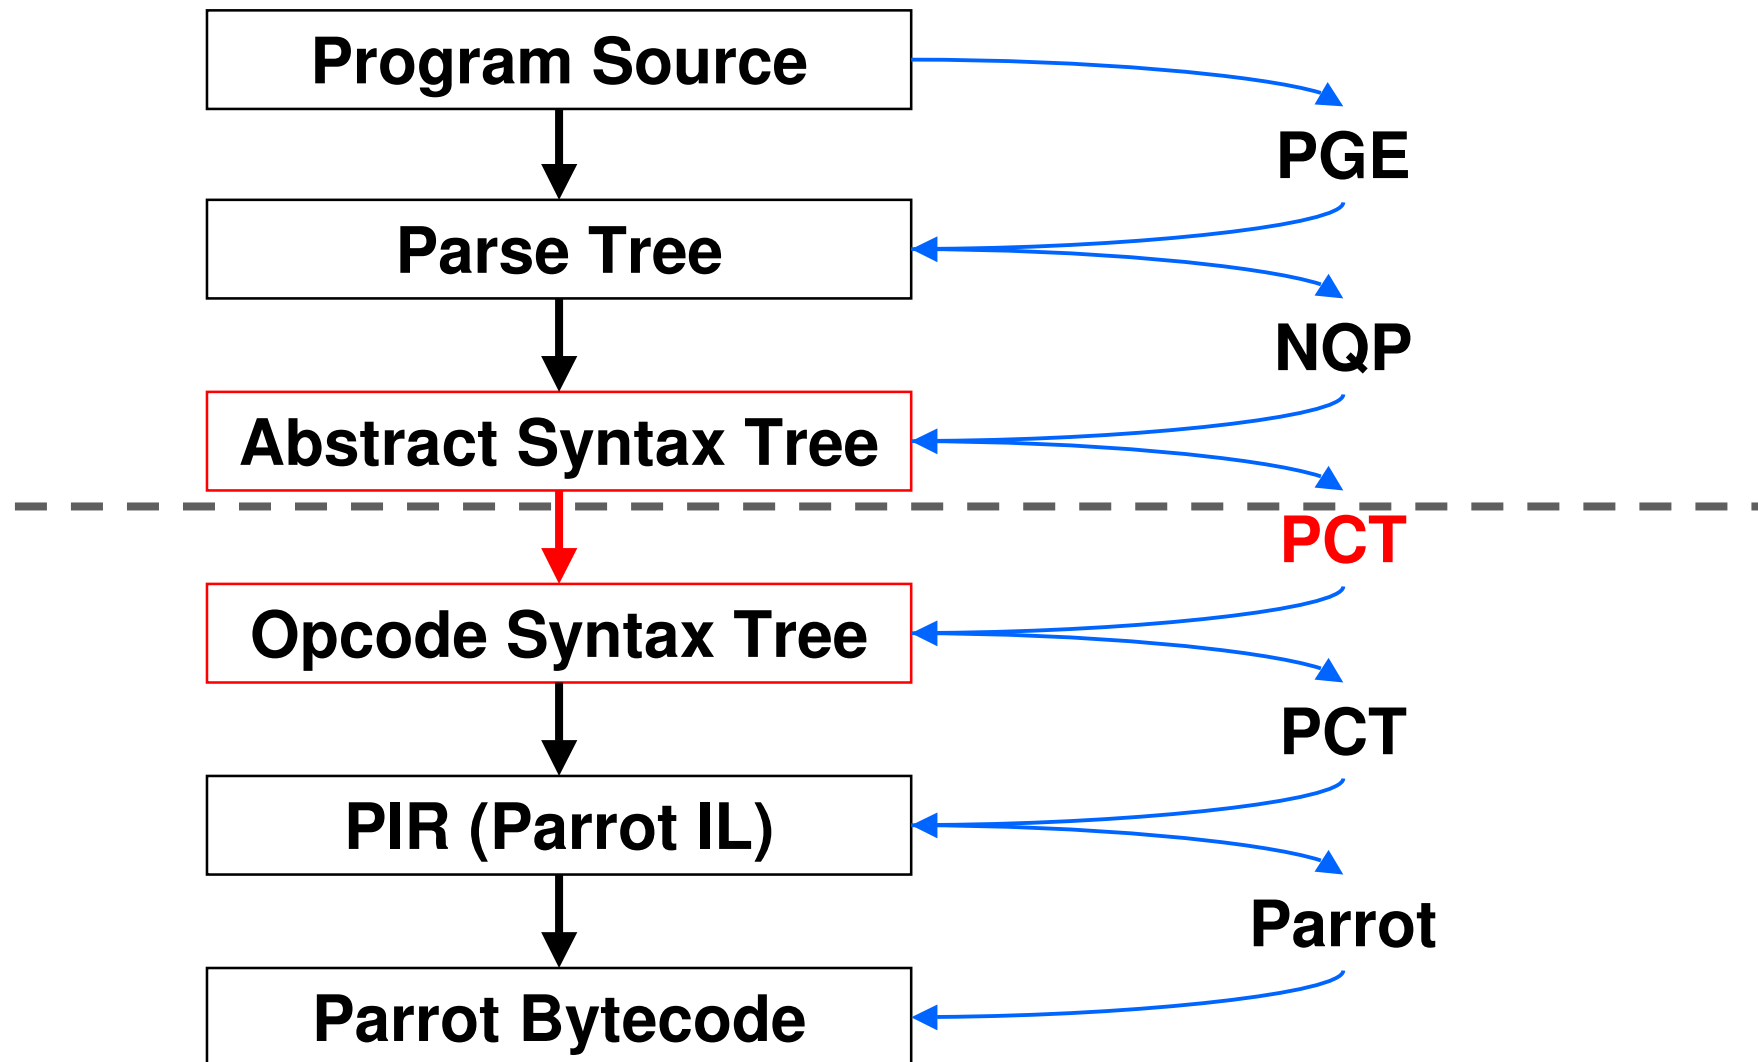 Program Source
PGE
Parse Tree
NQP
Abstract Syntax Tree
PCT
Opcode Syntax Tree
PCT
PIR (Parrot IL)
Parrot
Parrot Bytecode